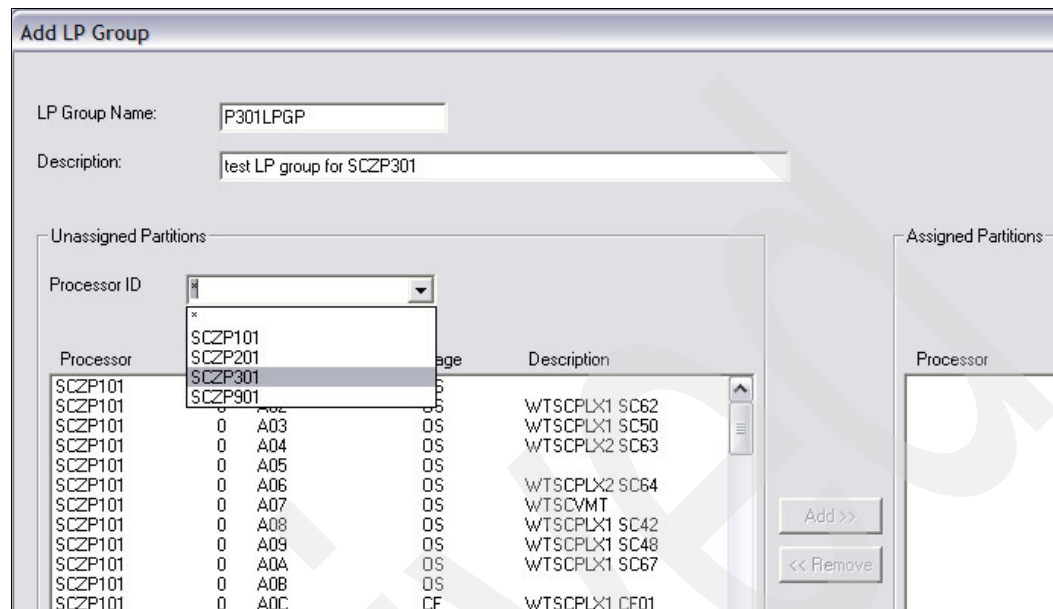 Add LP Group
LP Group Name: P301LPGP
Description: test LP group for SCZP301
Unassigned Partitions Assigned Partitions
Processor ID *
*
SCZP101
SCZP201
SCZP301
SCZP901
Processor age Description Processor
SCZP101
SCZP101 0 WTSCPLX1 SC62
SCZP101 0 A03 OS WTSCPLX1 SC50
SCZP101 0 A04 OS WTSCPLX2 SC63
SCZP101 0 A05 OS
SCZP101 0 A06 OS WTSCPLX2 SC64
SCZP101 0 A07 OS WTSCVMT
SCZP101 0 A08 OS WTSCPLX1 SC42
SCZP101 0 A09 OS WTSCPLX1 SC48
SCZP101 0 A0A OS WTSCPLX1 SC67
SCZP101 0 A0B OS
SCZP101 0 A0C CF WTSCPLX1 CF01
Add >>
<< Remove